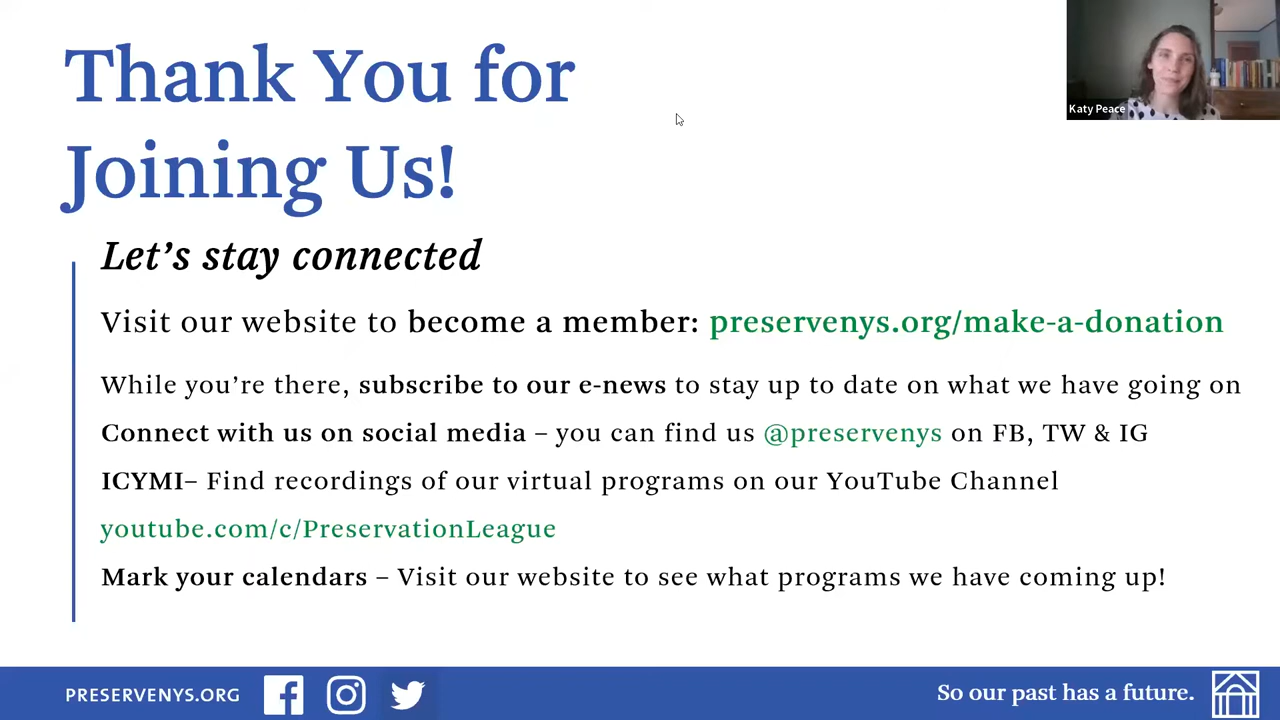 Thank You for
Joining Us!
Katy Peace
Let’s stay connected
Visit our website to become a member: preservenys.org/make-a-donation
While you’re there, subscribe to our e-news to stay up to date on what we have going on
Connect with us on social media – you can find us @preservenys on FB, TW & IG
ICYMI– Find recordings of our virtual programs on our YouTube Channel
youtube.com/c/PreservationLeague
Mark your calendars – Visit our website to see what programs we have coming up!
PRESERVENYS.ORG
So our past has a future.